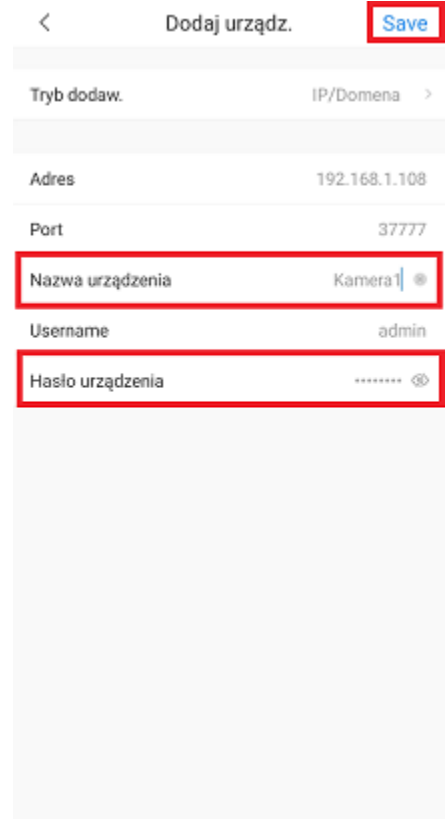 Dodaj urządz. Save
Tryb dodaw. IP/Domena
Adres 192.168.1.108
Port 37777
Nazwa urządzenia Kamera1
Username admin
Hasło urządzenia ••••••••